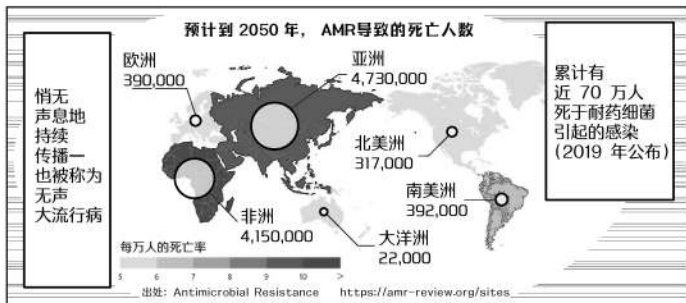 预计到 2050 年， AMR导致的死亡人数
悄无
声息地
持续
传播—
也被称为
无声
大流行病
欧洲
390,000
亚洲
4,730,000
北美洲
317,000
南美洲
392,000
非洲
4,150,000
大洋洲
22,000
累计有
近 70 万人
死于耐药细菌
引起的感染
(2019 年公布)
每万人的死亡率
5 6 7 8 9 10 >
出处: Antimicrobial Resistance https://amr-review.org/sites